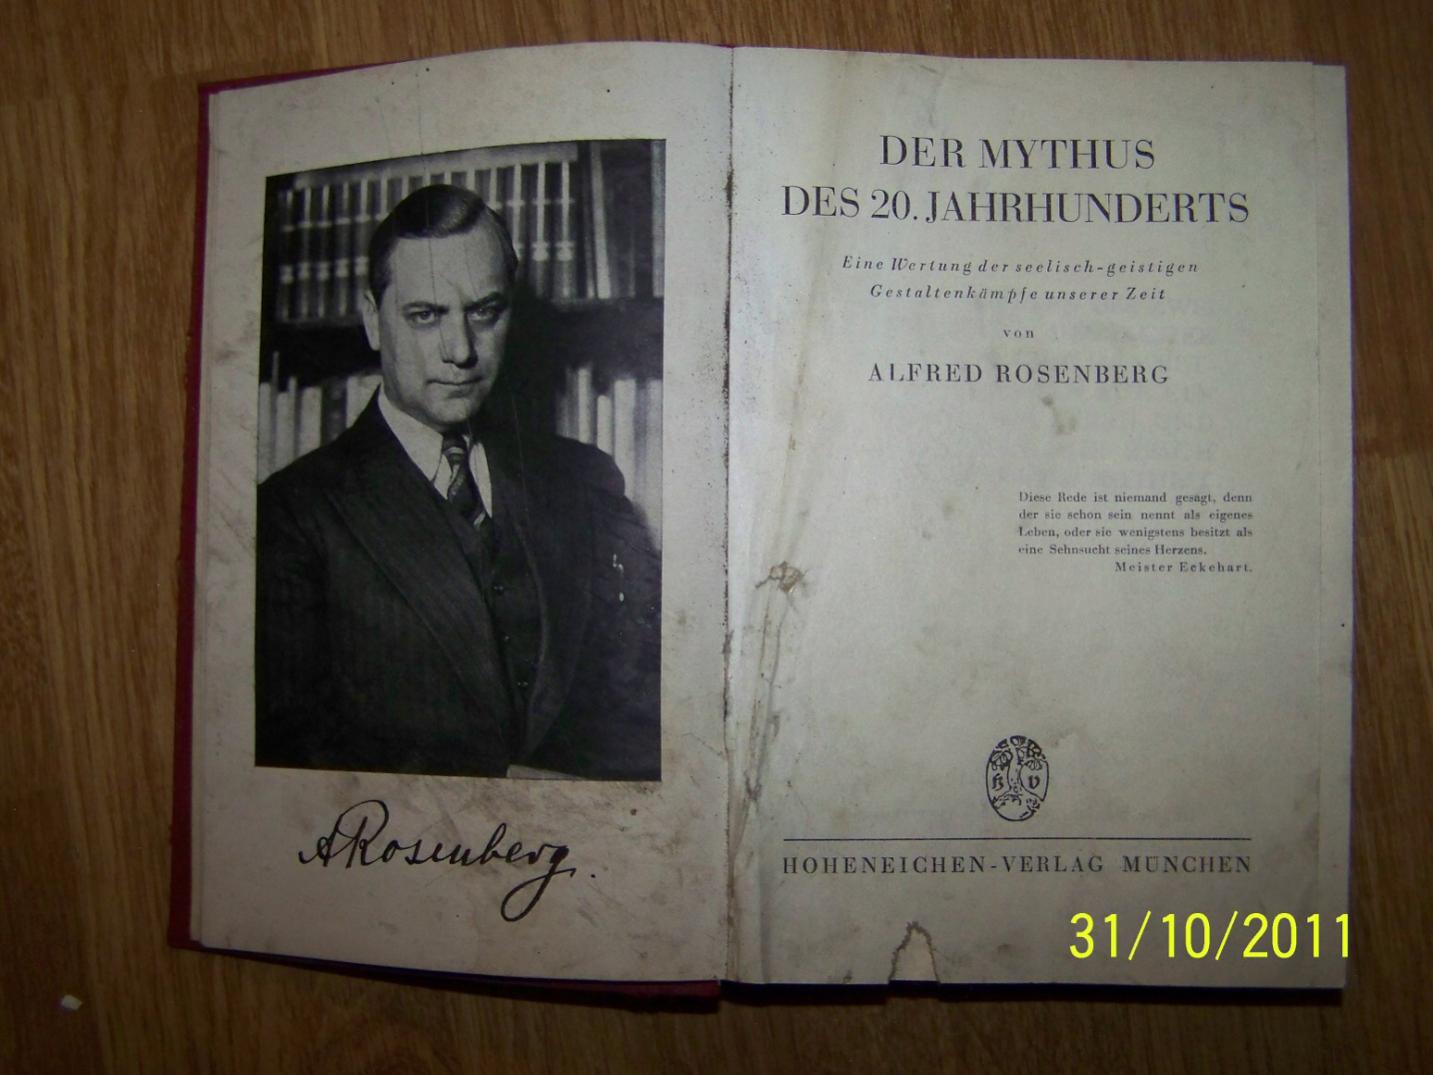 A Rosenberg.
DER MYTHUS
DES 20. JAHRHUNDERTS
Eine Wertung der seelisch-geistigen
Gestaltenkämpfe unserer Zeit
von
ALFRED ROSENBERG
Diese Rede ist niemand gesagt, denn
der sie schon sein nennt als eigenes
Leben, oder sie wenigstens besitzt als
eine Sehnsucht seines Herzens.
Meister Eckehart.
H V
HOHENEICHEN-VERLAG MÜNCHEN
31/10/2011